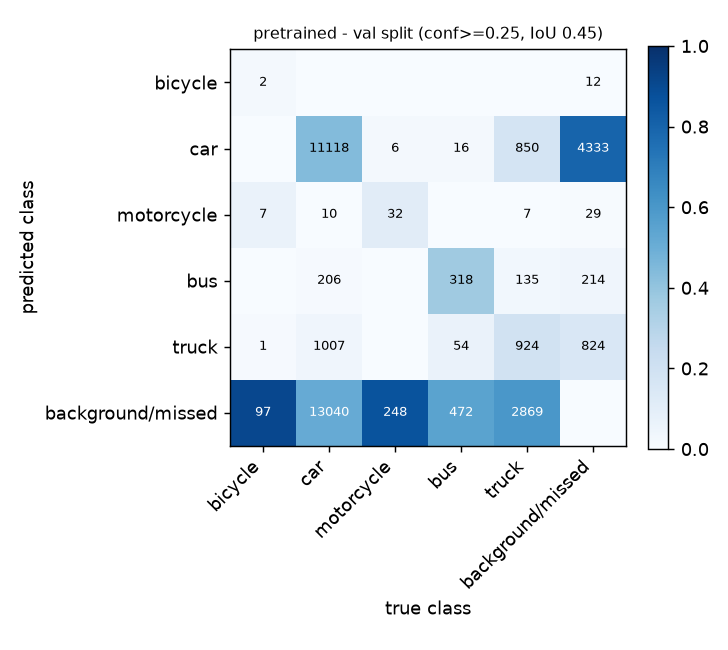 pretrained - val split (conf>=0.25, IoU 0.45)
predicted class
bicycle 2 12
car 11118 6 16 850 4333
motorcycle 7 10 32 7 29
bus 206 318 135 214
truck 1 1007 54 924 824
background/missed 97 13040 248 472 2869
bicycle
car
motorcycle
bus
truck
background/missed
true class
1.0
0.8
0.6
0.4
0.2
0.0